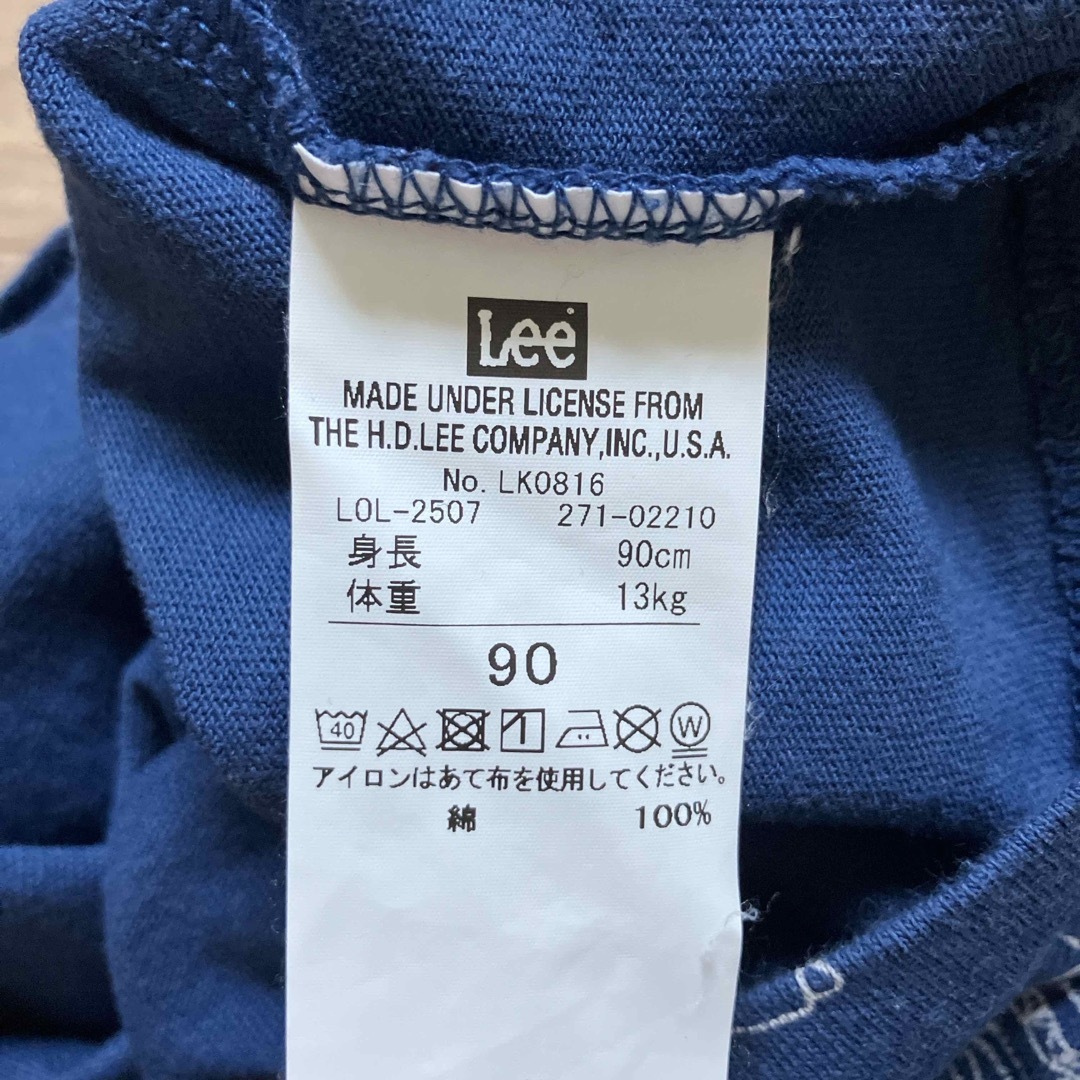 Lee
MADE UNDER LICENSE FROM
THE H.D.LEE COMPANY,INC.,U.S.A.
No. LK0816
LOL-2507 271-02210
身長 90cm
体重 13kg
90
40 W
アイロンはあて布を使用してください。
綿 100%